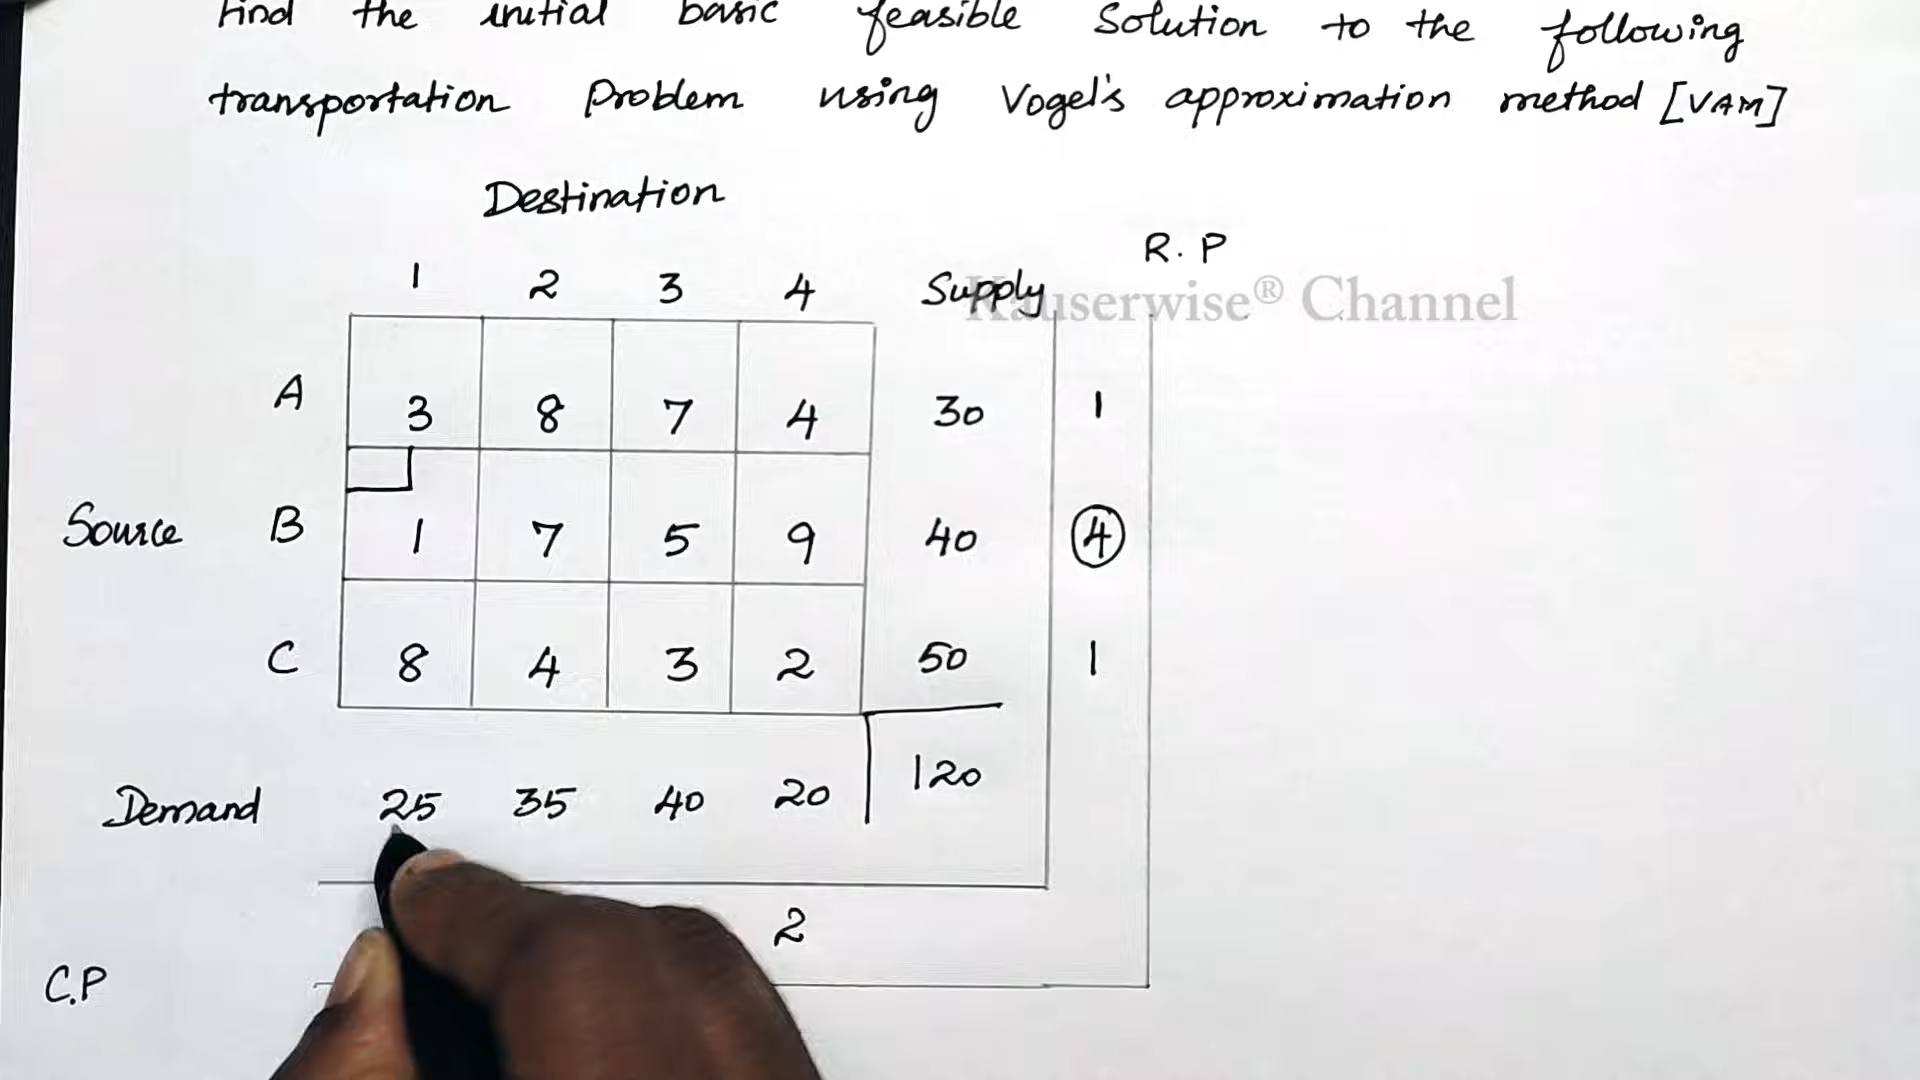 Find the initial basic feasible solution to the following
transportation Problem using Vogel's approximation method [VAM]
Destination
R.P
1 2 3 4 Supply
Kauserwise® Channel
A 3 8 7 4 30 1
Source B 1 7 5 9 40 4
C 8 4 3 2 50 1
120
Demand 25 35 40 20
2
C.P